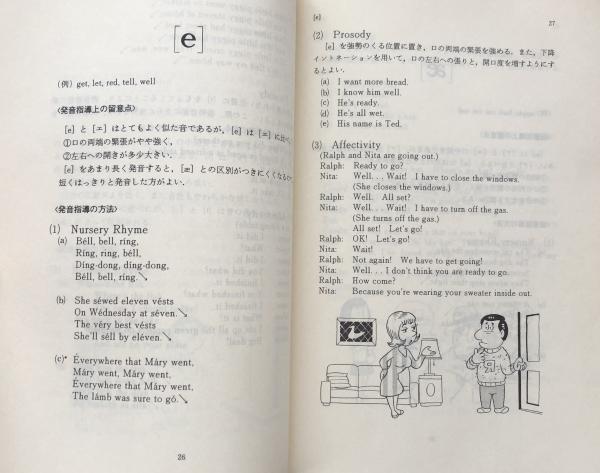 [e]
(例) get, let, red, tell, well
〈発音指導上の留意点〉
[e] と [æ] はとてもよく似た音であるが, [e] は [æ] に比べ,
①口の両端の緊張がやや強く,
②左右への開きが多少大きい.
[e] をあまり長く発音すると, [æ] との区別がつきにくくなるので
短くはっきりと発音した方がよい.
〈発音指導の方法〉
(1) Nursery Rhyme
(a) Béll, bell, ríng,
Ríng, ring, béll,
Díng-dong, díng-dong,
Béll, bell, ríng.↘
(b) She séwed eleven vésts
On Wédnesday at séven.↘
The véry best vésts
She'll séll by eléven.↘
(c)* Éverywhere that Máry went,
Máry went, Máry went,
Éverywhere that Máry went,
The lámb was sure to gó.↘
26
[e]
27
(2) Prosody
[e] を強勢のくる位置に置き, 口の両端の緊張を強める. また, 下降
イントネーションを用いて, 口の左右への張りと, 開口度を増すようにす
るとよい.
(a) I want more bread.
(b) I know him well.
(c) He's ready.
(d) He's all wet.
(e) His name is Ted.
(3) Affectivity
(Ralph and Nita are going out.)
Ralph: Ready to go?
Nita: Well. . . Wait! I have to close the windows.
(She closes the windows.)
Ralph: Well. All set?
Nita: Well. . . Wait. I have to turn off the gas.
(She turns off the gas.)
All set! Let's go!
Ralph: OK! Let's go!
Nita: Wait!
Ralph: Not again! We have to get going!
Nita: Well. . . I don't think you are ready to go.
Ralph: How come?
Nita: Because you're wearing your sweater inside out.